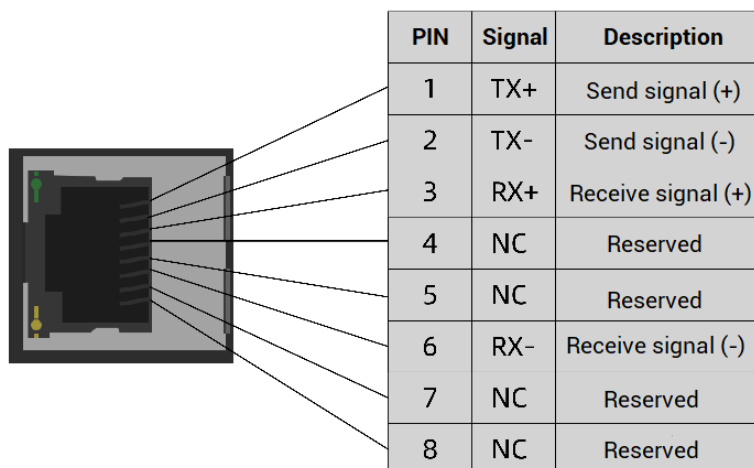 PIN Signal Description
1 TX+ Send signal (+)
2 TX- Send signal (-)
3 RX+ Receive signal (+)
4 NC Reserved
5 NC Reserved
6 RX- Receive signal (-)
7 NC Reserved
8 NC Reserved